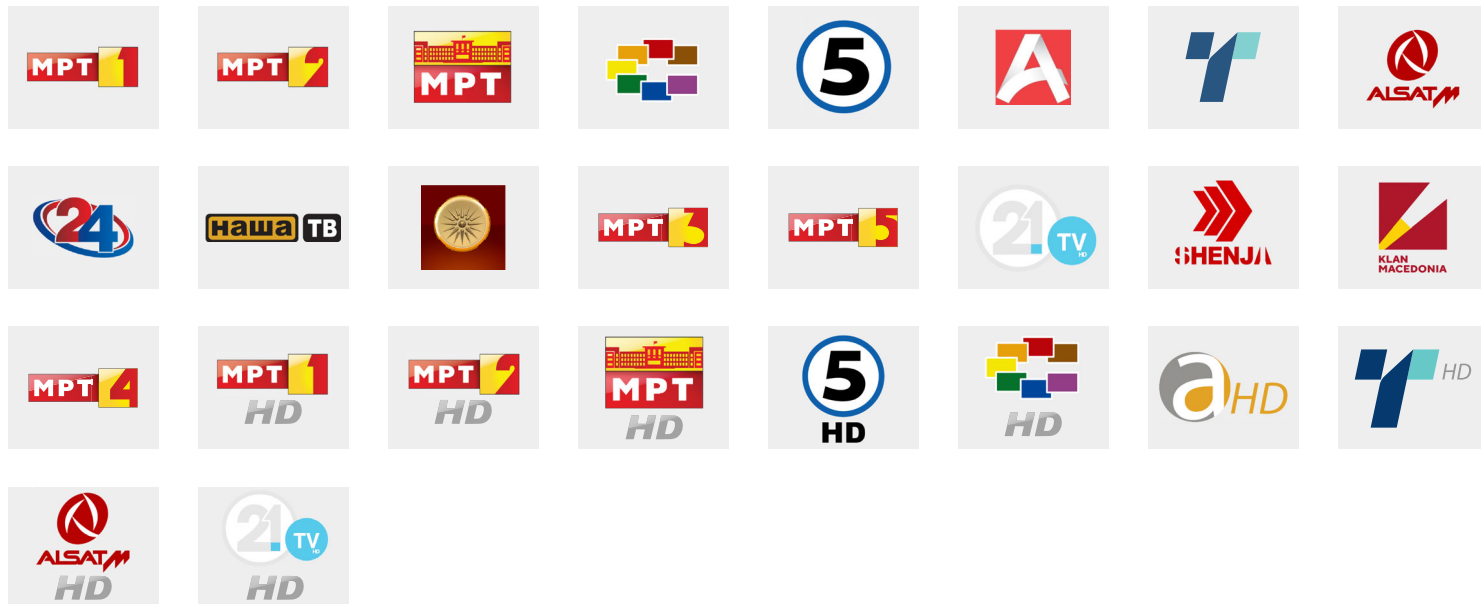 МРТ 1
МРТ 2
МРТ
5
A
T
ALSAT M
24
наша ТВ
МРТ 3
МРТ 5
21. TV
HD
SHENJA
KLAN
MACEDONIA
МРТ 4
МРТ 1
HD
МРТ 2
HD
МРТ
HD
5
HD
HD
a HD
T HD
ALSAT M
HD
21. TV
HD
HD